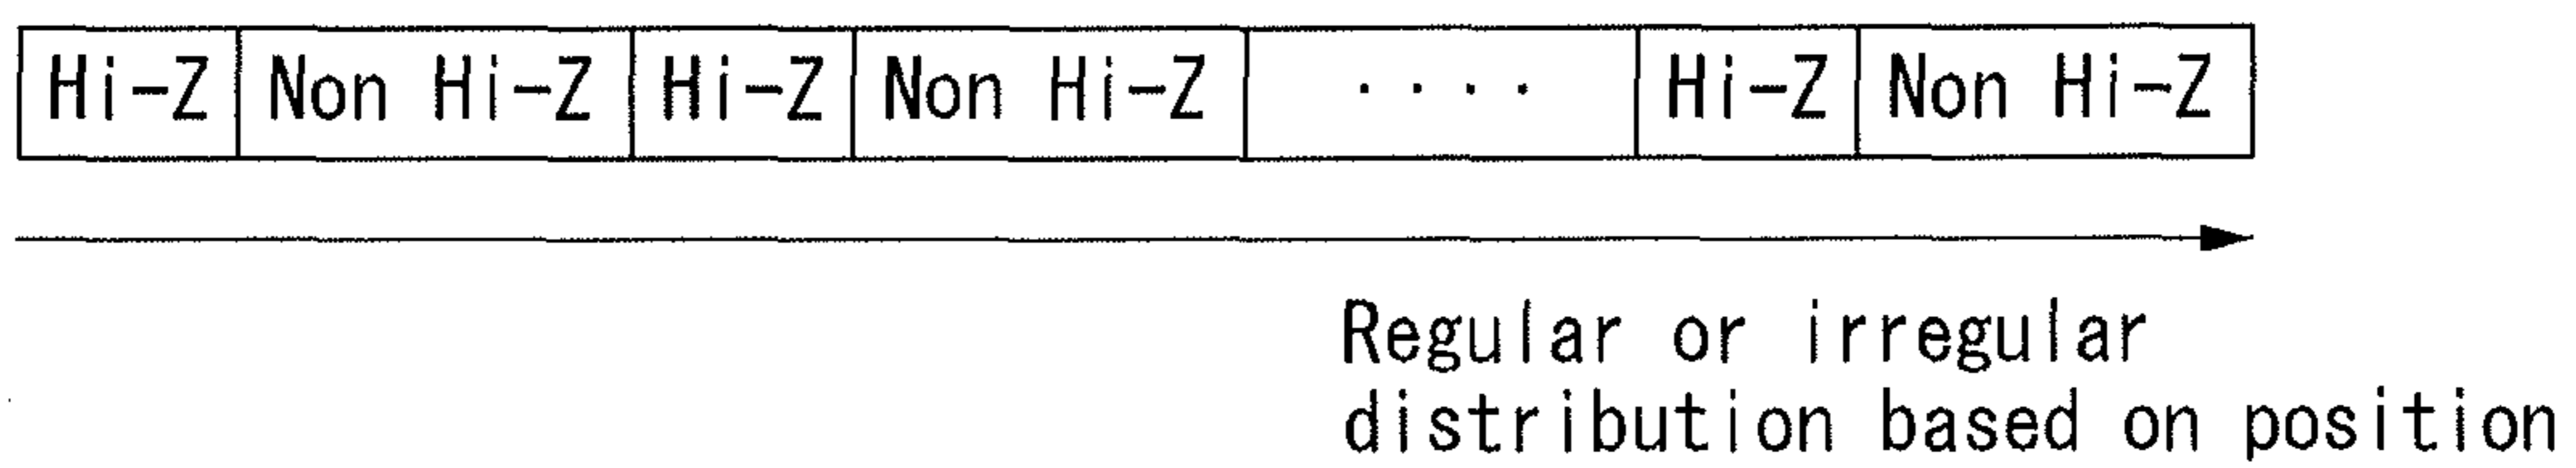 Hi-Z Non Hi-Z Hi-Z Non Hi-Z ···· Hi-Z Non Hi-Z
Regular or irregular
distribution based on position